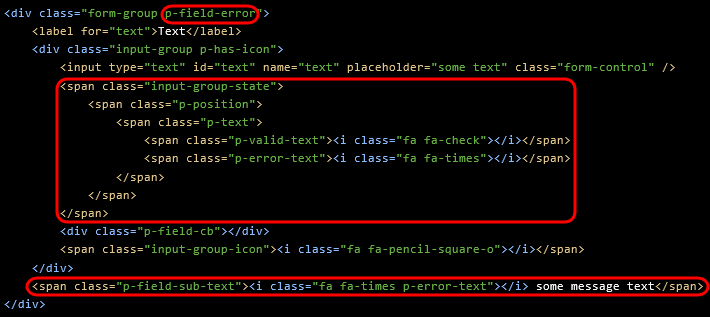 <div class="form-group p-field-error">
<label for="text">Text</label>
<div class="input-group p-has-icon">
<input type="text" id="text" name="text" placeholder="some text" class="form-control" />
<span class="input-group-state">
<span class="p-position">
<span class="p-text">
<span class="p-valid-text"><i class="fa fa-check"></i></span>
<span class="p-error-text"><i class="fa fa-times"></i></span>
</span>
</span>
</span>
<div class="p-field-cb"></div>
<span class="input-group-icon"><i class="fa fa-pencil-square-o"></i></span>
</div>
<span class="p-field-sub-text"><i class="fa fa-times p-error-text"></i> some message text</span>
</div>